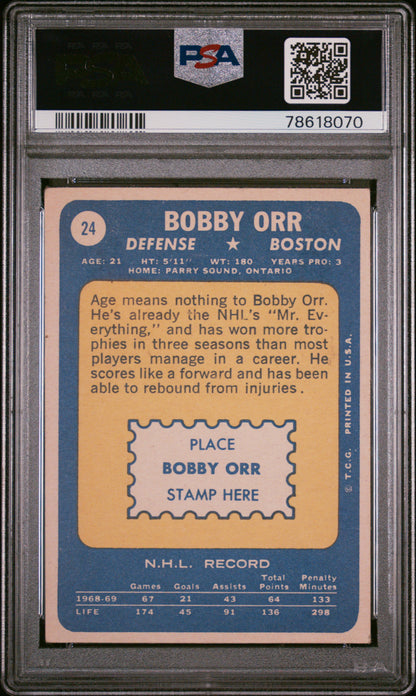 PSA
78618070
24
BOBBY ORR
DEFENSE ★ BOSTON
AGE: 21 HT: 5'11" WT: 180 YEARS PRO: 3
HOME: PARRY SOUND, ONTARIO
Age means nothing to Bobby Orr.
He's already the NHL's "Mr. Ev-
erything," and has won more tro-
phies in three seasons than most
players manage in a career. He
scores like a forward and has been
able to rebound from injuries.
PLACE
BOBBY ORR
STAMP HERE
© T.C.G. PRINTED IN U.S.A.
N.H.L. RECORD
Games Goals Assists Total Points Penalty Minutes
1968-69 67 21 43 64 133
LIFE 174 45 91 136 298
PSA